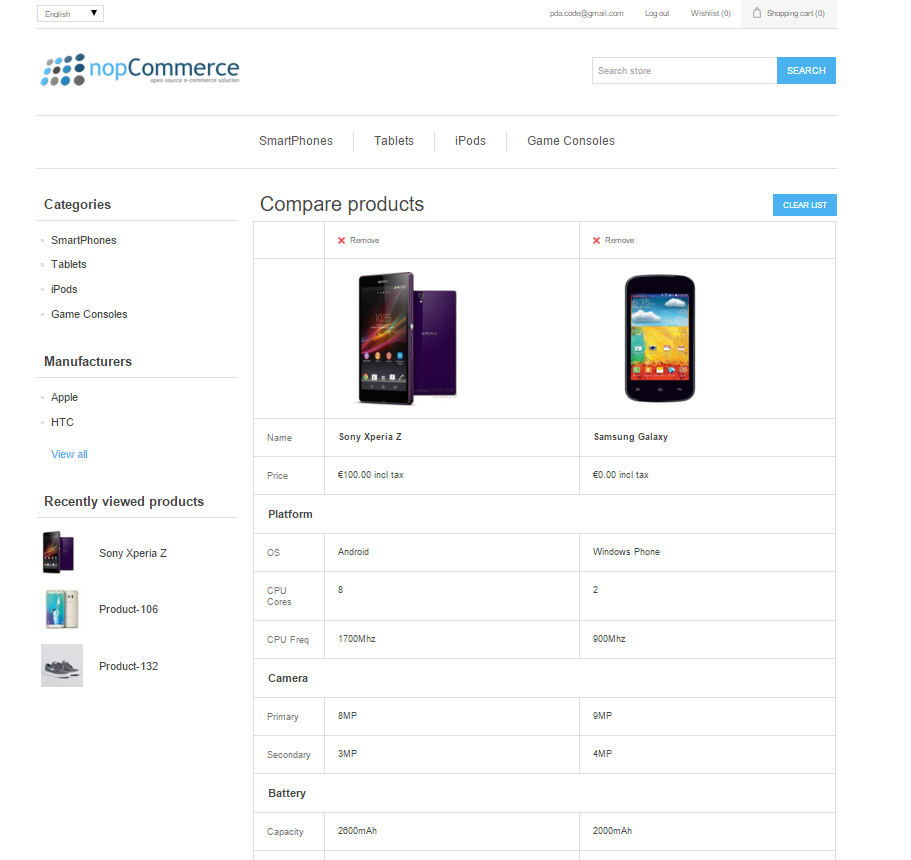 English ▼
pda.code@gmail.com Log out Wishlist (0) Shopping cart (0)
nopCommerce
open source e-commerce solution
Search store SEARCH
SmartPhones Tablets iPods Game Consoles
Categories
SmartPhones
Tablets
iPods
Game Consoles
Manufacturers
Apple
HTC
View all
Recently viewed products
Sony Xperia Z
Product-106
Product-132
Compare products CLEAR LIST
Remove Remove
Name Sony Xperia Z Samsung Galaxy
Price €100.00 incl tax €0.00 incl tax
Platform
OS Android Windows Phone
CPU
Cores 8 2
CPU Freq 1700Mhz 900Mhz
Camera
Primary 8MP 9MP
Secondary 3MP 4MP
Battery
Capacity 2600mAh 2000mAh